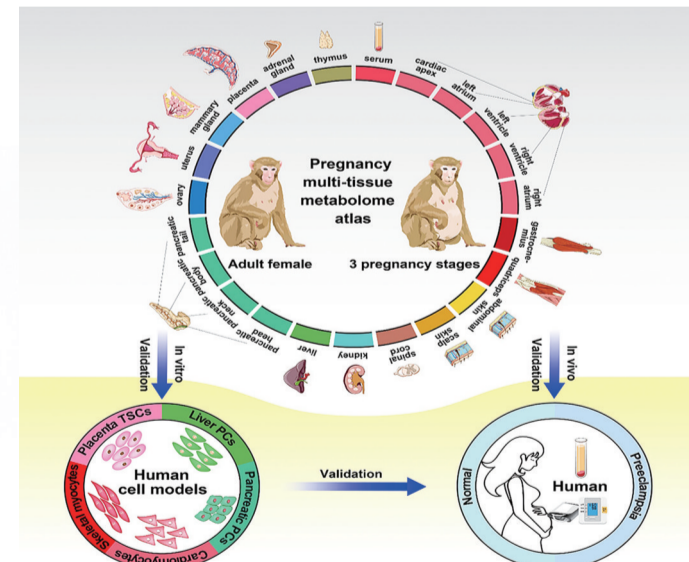 thymus
serum
cardiac
apex
left
atrium
left
ventricle
right
ventricle
right
atrium
gastrocne-
mius
quadriceps
abdominal
skin
scalp
skin
spinal
cord
kidney
liver
pancreatic
head
pancreatic
neck
pancreatic
body
pancreatic
tail
ovary
uterus
mammary
gland
placenta
adrenal
gland
Pregnancy
multi-tissue
metabolome
atlas
Adult female
3 pregnancy stages
In vitro
Validation
In vivo
Validation
Placenta TSCs
Liver PCs
Pancreatic PCs
Cardiomyocytes
Skeletal myocytes
Human
cell models
Validation
Normal
Preeclampsia
Human